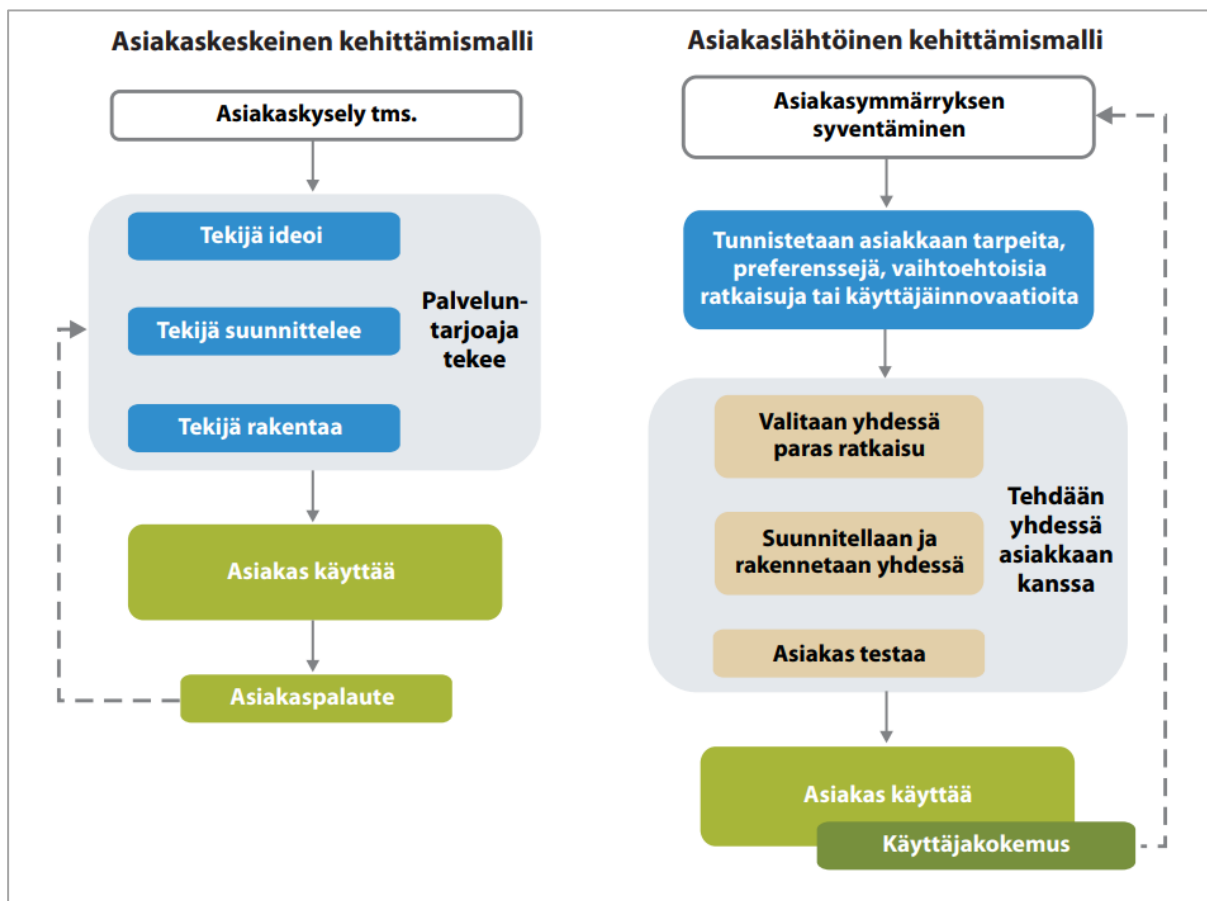 Asiakaskeskeinen kehittämismalli
Asiakaskysely tms.
Tekijä ideoi
Tekijä suunnittelee
Tekijä rakentaa
Palvelun-
tarjoaja
tekee
Asiakas käyttää
Asiakaspalaute
Asiakaslähtöinen kehittämismalli
Asiakasymmärryksen
syventäminen
Tunnistetaan asiakkaan tarpeita,
preferenssejä, vaihtoehtoisia
ratkaisuja tai käyttäjäinnovaatioita
Valitaan yhdessä
paras ratkaisu
Suunnitellaan ja
rakennetaan yhdessä
Asiakas testaa
Tehdään
yhdessä
asiakkaan
kanssa
Asiakas käyttää
Käyttäjakokemus